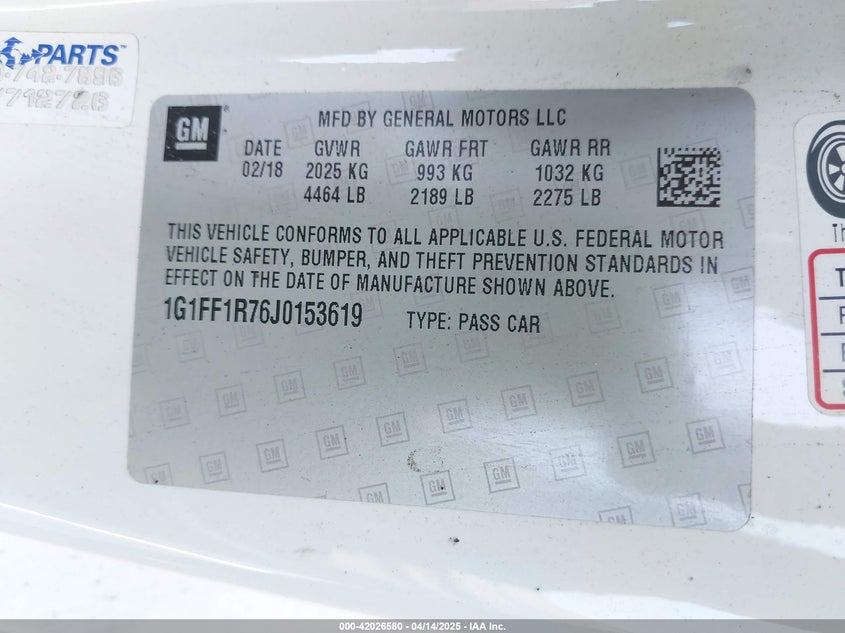 PARTS™
GM
MFD BY GENERAL MOTORS LLC
DATE GVWR GAWR FRT GAWR RR
02/18 2025 KG 993 KG 1032 KG
4464 LB 2189 LB 2275 LB
THIS VEHICLE CONFORMS TO ALL APPLICABLE U.S. FEDERAL MOTOR
VEHICLE SAFETY, BUMPER, AND THEFT PREVENTION STANDARDS IN
EFFECT ON THE DATE OF MANUFACTURE SHOWN ABOVE.
1G1FF1R76J0153619 TYPE: PASS CAR
000-42026580 - 04/14/2025 - IAA Inc.